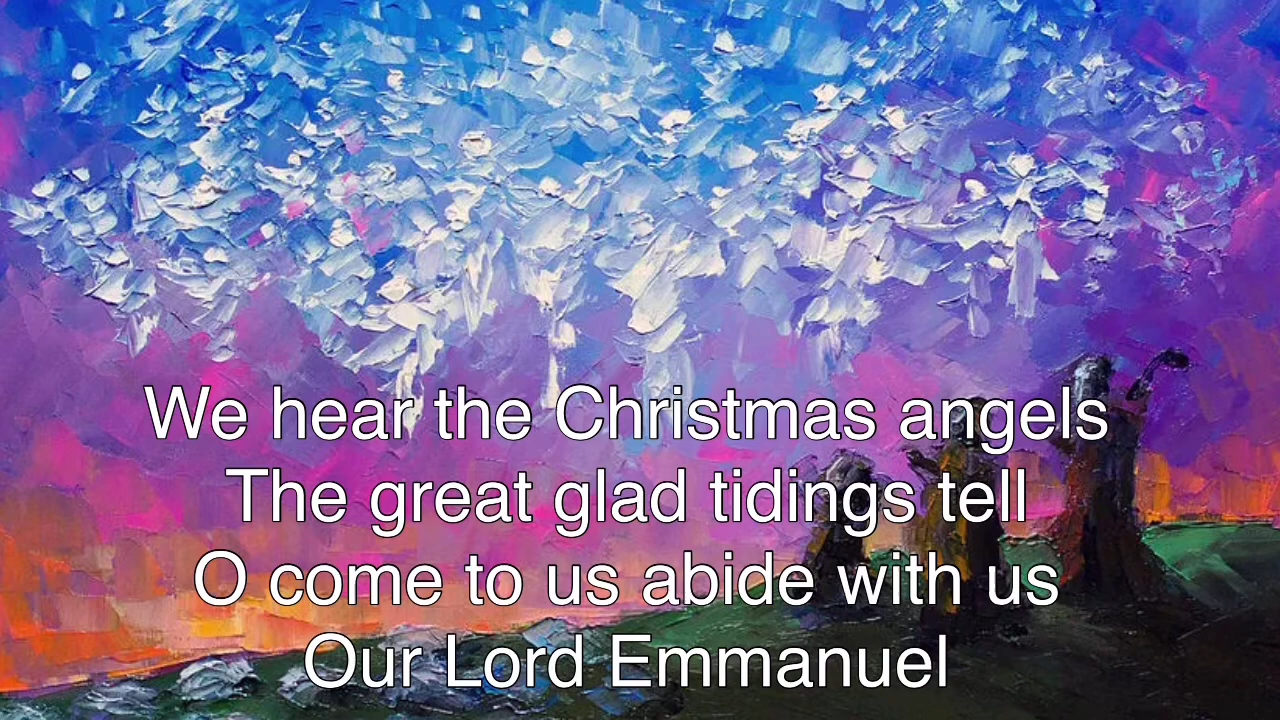 We hear the Christmas angels
The great glad tidings tell
O come to us abide with us
Our Lord Emmanuel